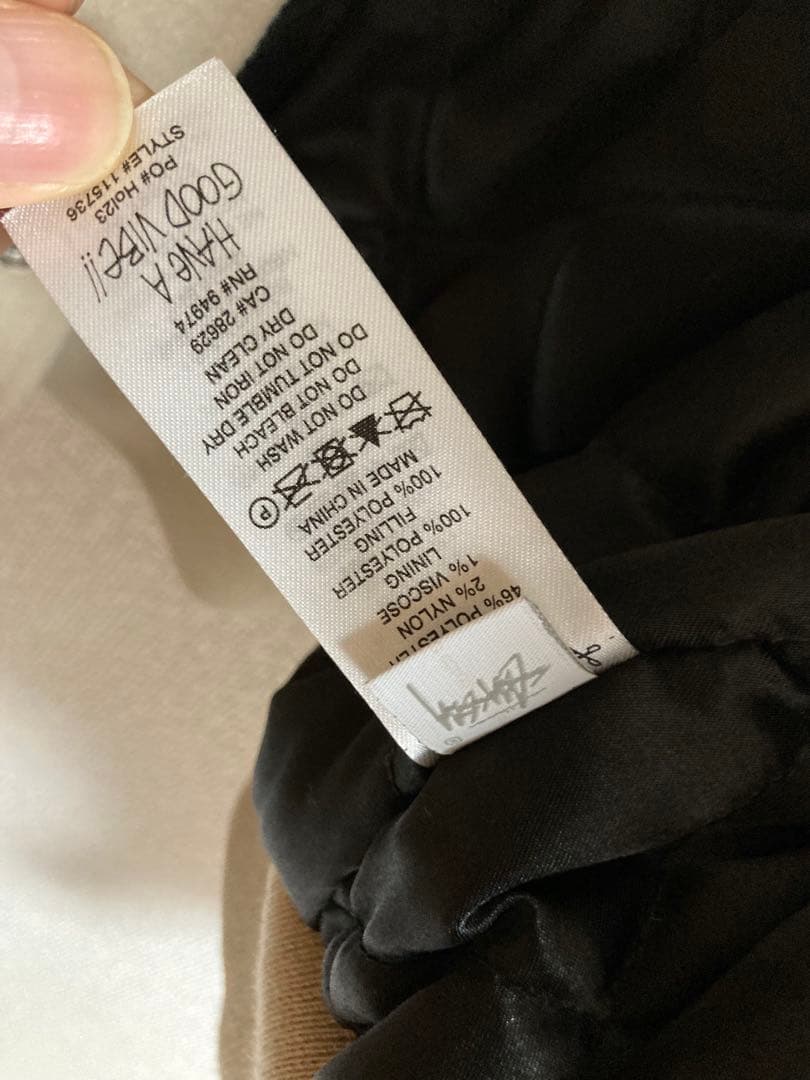 46% POLYESTER
2% NYLON
1% VISCOSE
LINING
100% POLYESTER
FILLING
100% POLYESTER
MADE IN CHINA
P
DO NOT WASH
DO NOT BLEACH
DO NOT TUMBLE DRY
DO NOT IRON
DRY CLEAN
CA# 28629
RN# 94974
HAVE A
GOOD VIBE!!
PO# Hol23
STYLE# 115736